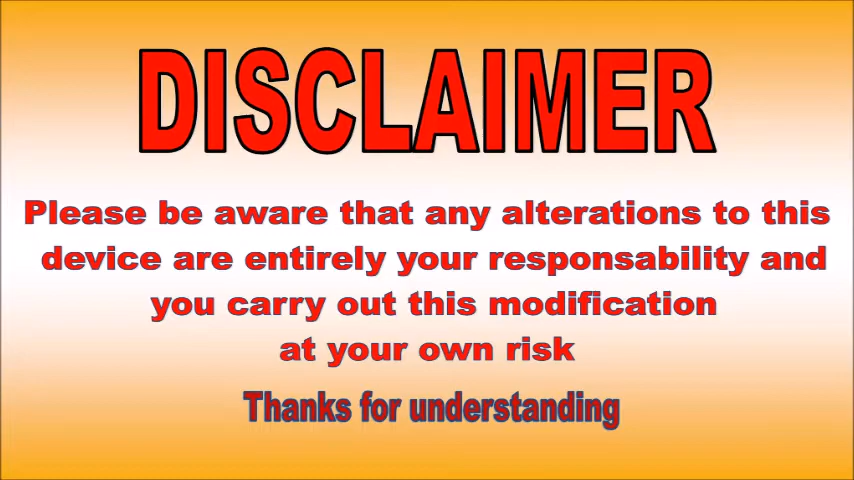 DISCLAIMER
Please be aware that any alterations to this
device are entirely your responsability and
you carry out this modification
at your own risk
Thanks for understanding